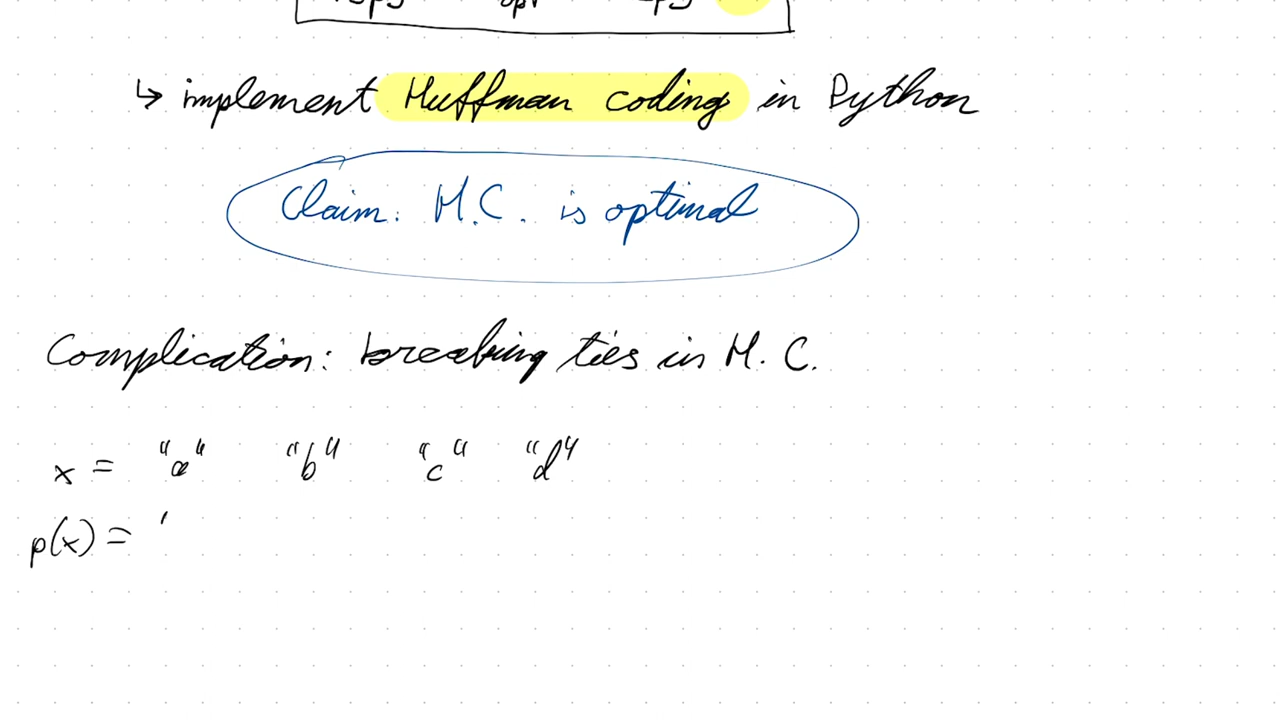 ↳ implement Huffman coding in Python
Claim: H.C. is optimal
Complication: breaking ties in H.C.
x = "a" "b" "c" "d"
p(x) = '